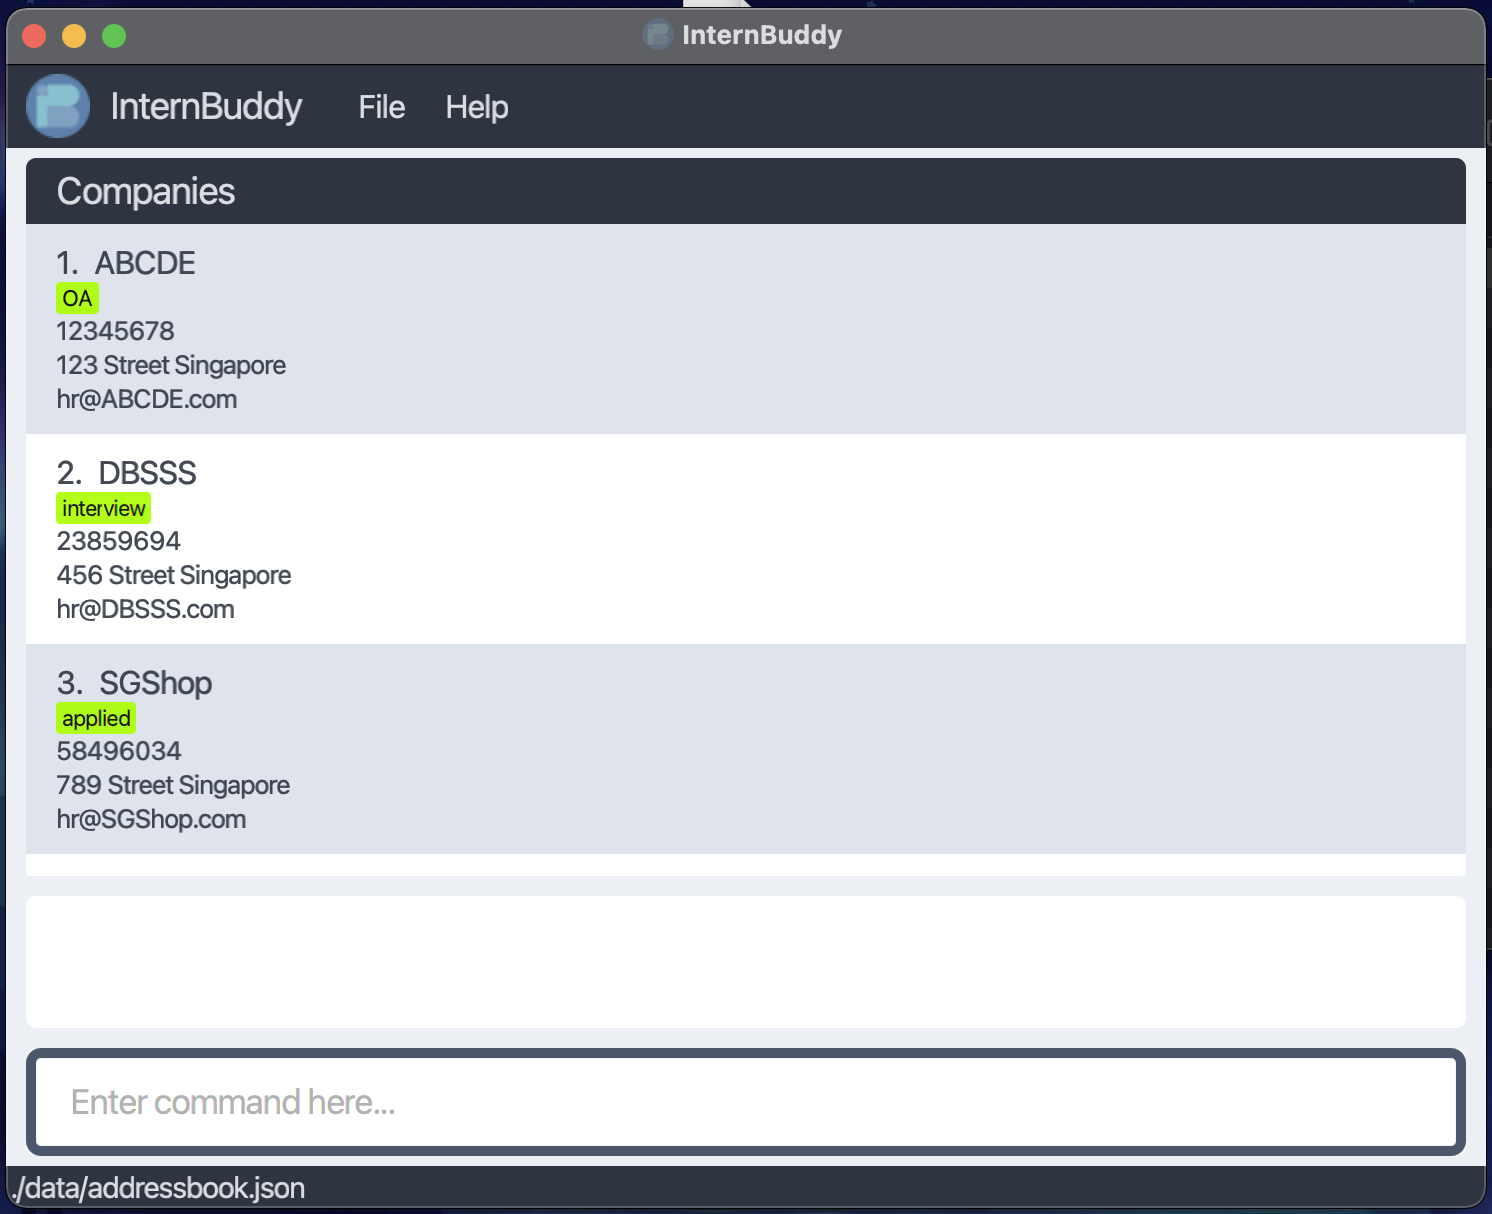 InternBuddy
InternBuddy File Help
Companies
1. ABCDE
OA
12345678
123 Street Singapore
hr@ABCDE.com
2. DBSSS
interview
23859694
456 Street Singapore
hr@DBSSS.com
3. SGShop
applied
58496034
789 Street Singapore
hr@SGShop.com
Enter command here...
./data/addressbook.json